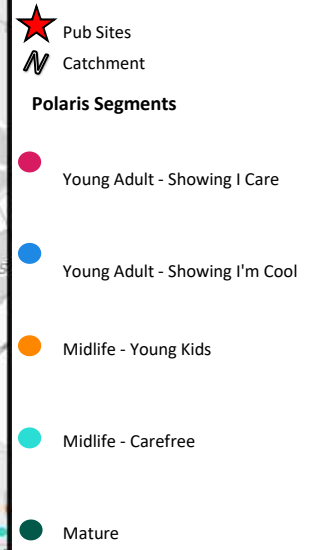 Pub Sites
Catchment
Polaris Segments
Young Adult - Showing I Care
Young Adult - Showing I'm Cool
Midlife - Young Kids
Midlife - Carefree
Mature